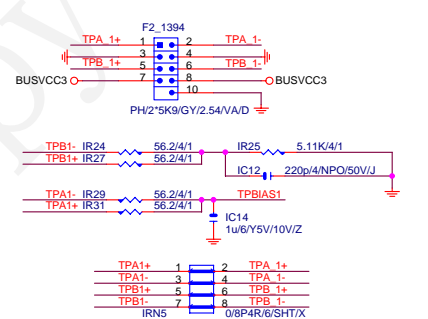 F2_1394
TPA_1+ 1 2 TPA_1-
3 4
TPB_1+ 5 6 TPB_1-
BUSVCC3 7 8 BUSVCC3
10
PH/2*5K9/GY/2.54/VA/D
TPB1- IR24 56.2/4/1 IR25 5.11K/4/1
TPB1+ IR27 56.2/4/1
IC12 220p/4/NPO/50V/J
TPA1- IR29 56.2/4/1 TPBIAS1
TPA1+ IR31 56.2/4/1
IC14
1u/6/Y5V/10V/Z
TPA1+ 1 2 TPA_1+
TPA1- 3 4 TPA_1-
TPB1+ 5 6 TPB_1+
TPB1- 7 8 TPB_1-
IRN5 0/8P4R/6/SHT/X